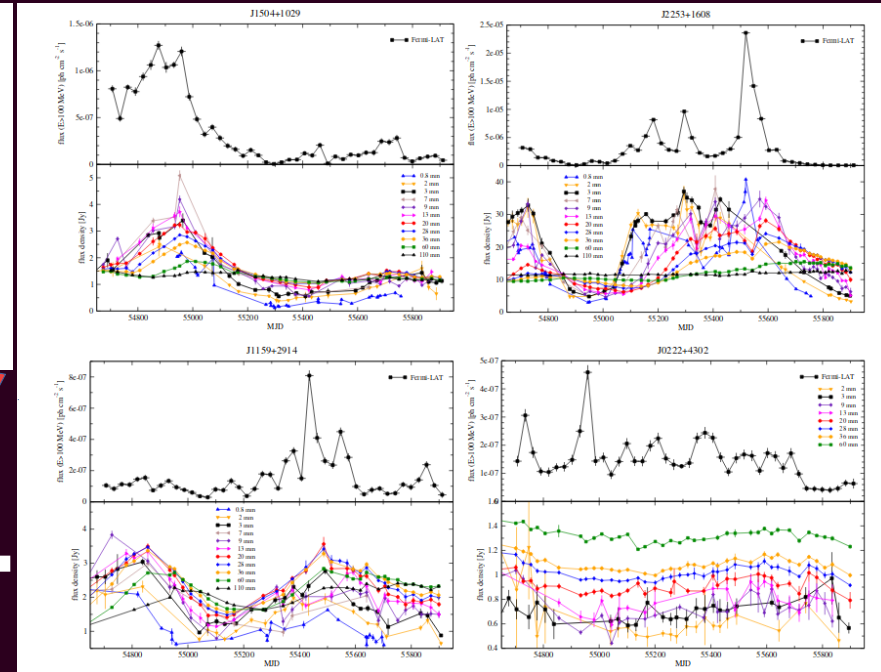 J1504+1029
1.5e-06
1e-06
5e-07
0
flux (E>100 MeV) [ph cm⁻² s⁻¹]
Fermi-LAT
5
4
3
2
1
0
flux density [Jy]
0.8 mm
2 mm
3 mm
7 mm
9 mm
13 mm
20 mm
28 mm
36 mm
60 mm
110 mm
54800 55000 55200 55400 55600 55800
MJD
J2253+1608
2.5e-05
2e-05
1.5e-05
1e-05
5e-06
0
flux (E>100 MeV) [ph cm⁻² s⁻¹]
Fermi-LAT
40
30
20
10
0
flux density [Jy]
0.8 mm
2 mm
3 mm
7 mm
9 mm
13 mm
20 mm
28 mm
36 mm
60 mm
110 mm
54800 55000 55200 55400 55600 55800
MJD
J1159+2914
8e-07
6e-07
4e-07
2e-07
0
flux (E>100 MeV) [ph cm⁻² s⁻¹]
Fermi-LAT
4
3
2
1
flux density [Jy]
0.8 mm
2 mm
3 mm
7 mm
9 mm
13 mm
20 mm
28 mm
36 mm
60 mm
110 mm
54800 55000 55200 55400 55600 55800
MJD
J0222+4302
5e-07
4e-07
3e-07
2e-07
1e-07
flux (E>100 MeV) [ph cm⁻² s⁻¹]
Fermi-LAT
2 mm
3 mm
9 mm
13 mm
20 mm
28 mm
36 mm
60 mm
1.4
1.2
1
0.8
0.6
0.4
flux density [Jy]
54800 55000 55200 55400 55600 55800
MJD